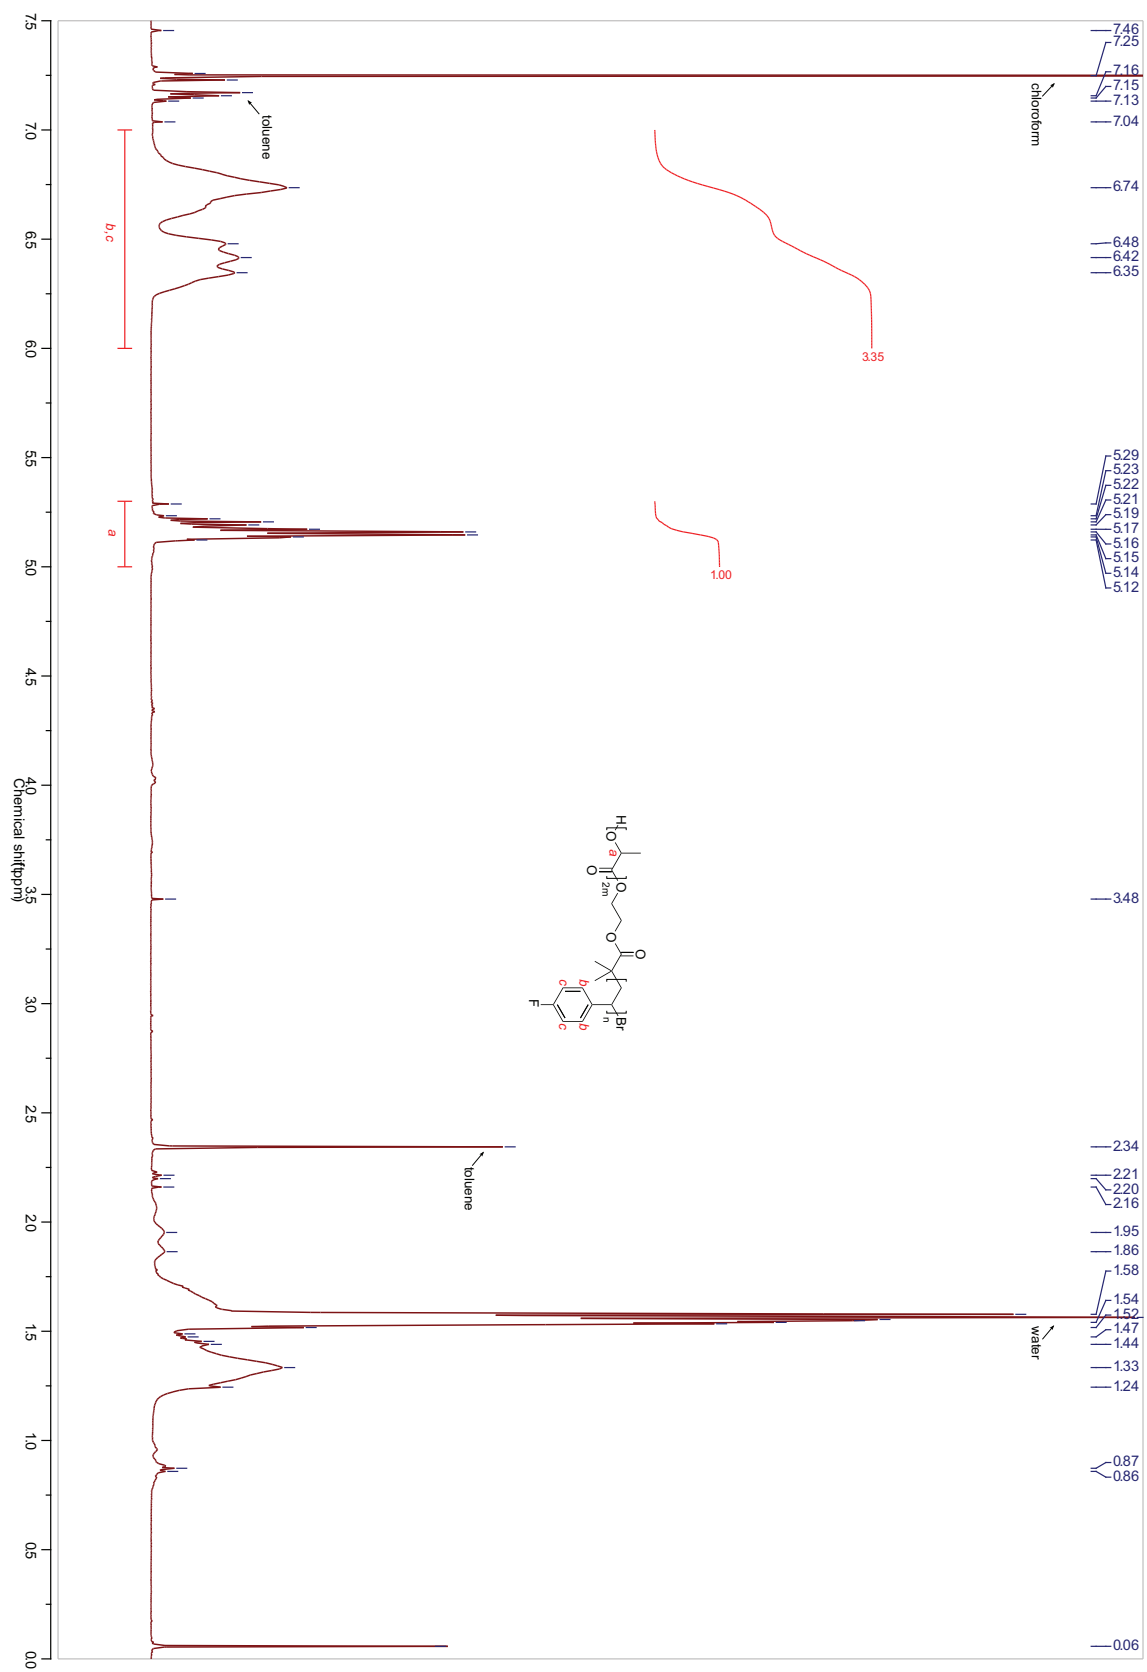 7.46
7.25
7.16
7.15
7.13
7.04
6.74
6.48
6.42
6.35
5.29
5.23
5.22
5.21
5.19
5.17
5.16
5.15
5.14
5.12
3.48
2.34
2.21
2.20
2.16
1.95
1.86
1.58
1.54
1.52
1.47
1.44
1.33
1.24
0.87
0.86
0.06
chloroform
toluene
toluene
water
3.35
1.00
b,c
a
H
[
O
a
O
]
2m
O
O
O
[
]
n
Br
b
b
c
c
F
7.5
7.0
6.5
6.0
5.5
5.0
4.5
4.0
3.5
3.0
2.5
2.0
1.5
1.0
0.5
0.0
Chemical shift(ppm)